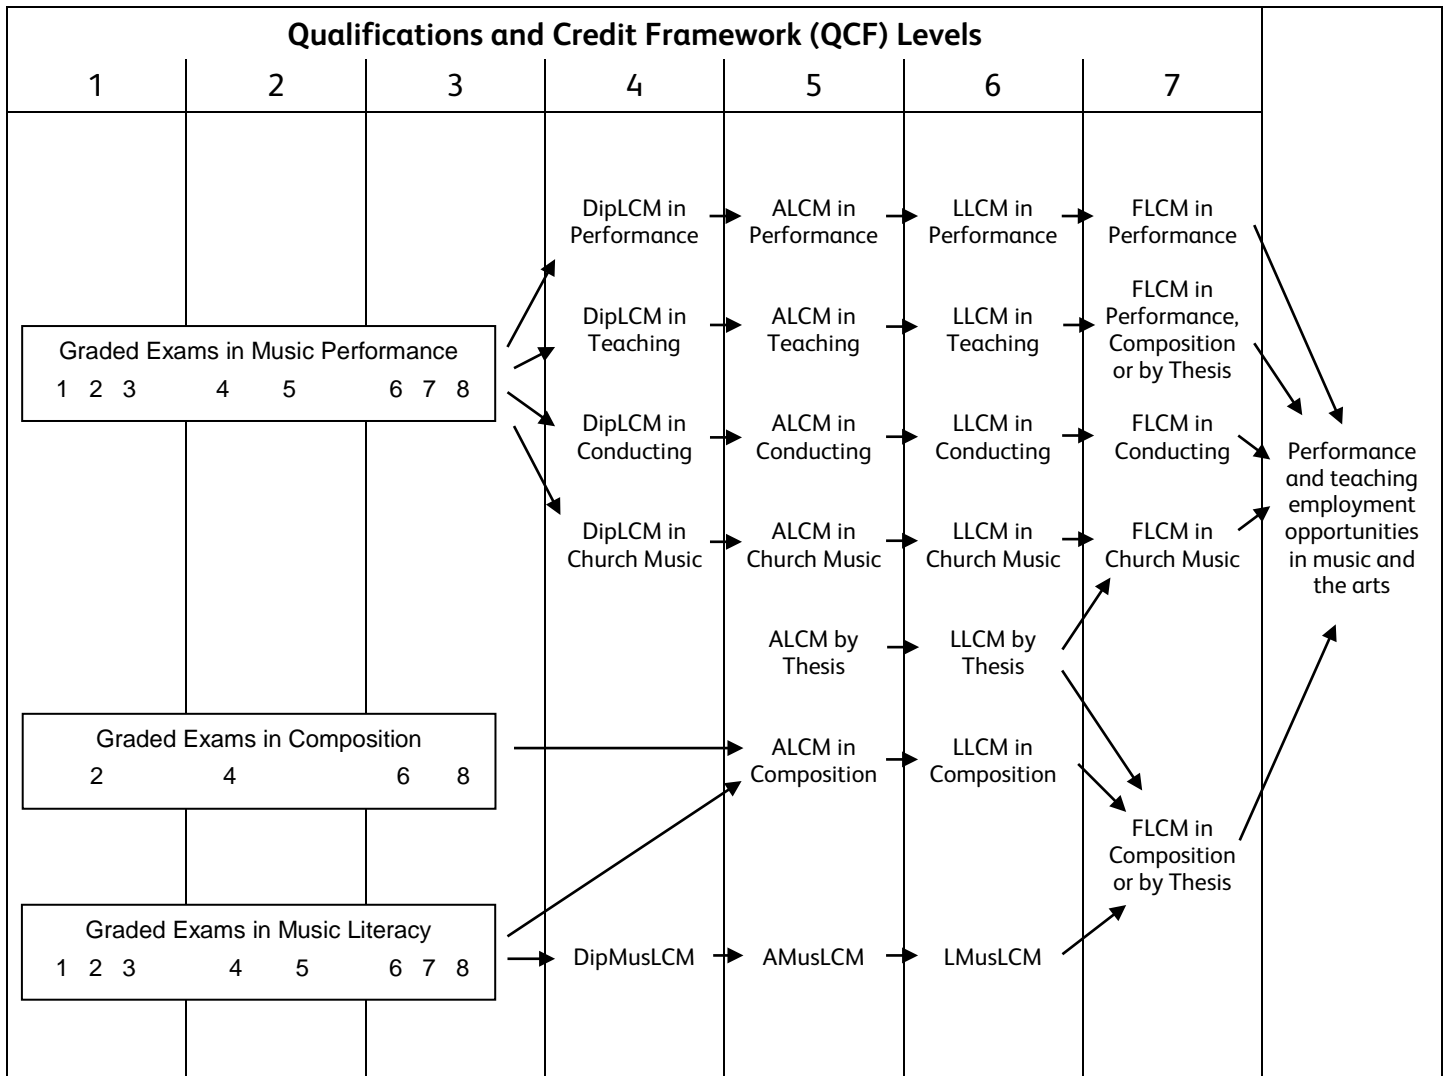 Qualifications and Credit Framework (QCF) Levels
1 2 3 4 5 6 7
DipLCM in
Performance
ALCM in
Performance
LLCM in
Performance
FLCM in
Performance
Graded Exams in Music Performance
1 2 3 4 5 6 7 8
DipLCM in
Teaching
ALCM in
Teaching
LLCM in
Teaching
FLCM in
Performance,
Composition
or by Thesis
DipLCM in
Conducting
ALCM in
Conducting
LLCM in
Conducting
FLCM in
Conducting
Performance
and teaching
employment
opportunities
in music and
the arts
DipLCM in
Church Music
ALCM in
Church Music
LLCM in
Church Music
FLCM in
Church Music
ALCM by
Thesis
LLCM by
Thesis
Graded Exams in Composition
2 4 6 8
ALCM in
Composition
LLCM in
Composition
FLCM in
Composition
or by Thesis
Graded Exams in Music Literacy
1 2 3 4 5 6 7 8
DipMusLCM
AMusLCM
LMusLCM